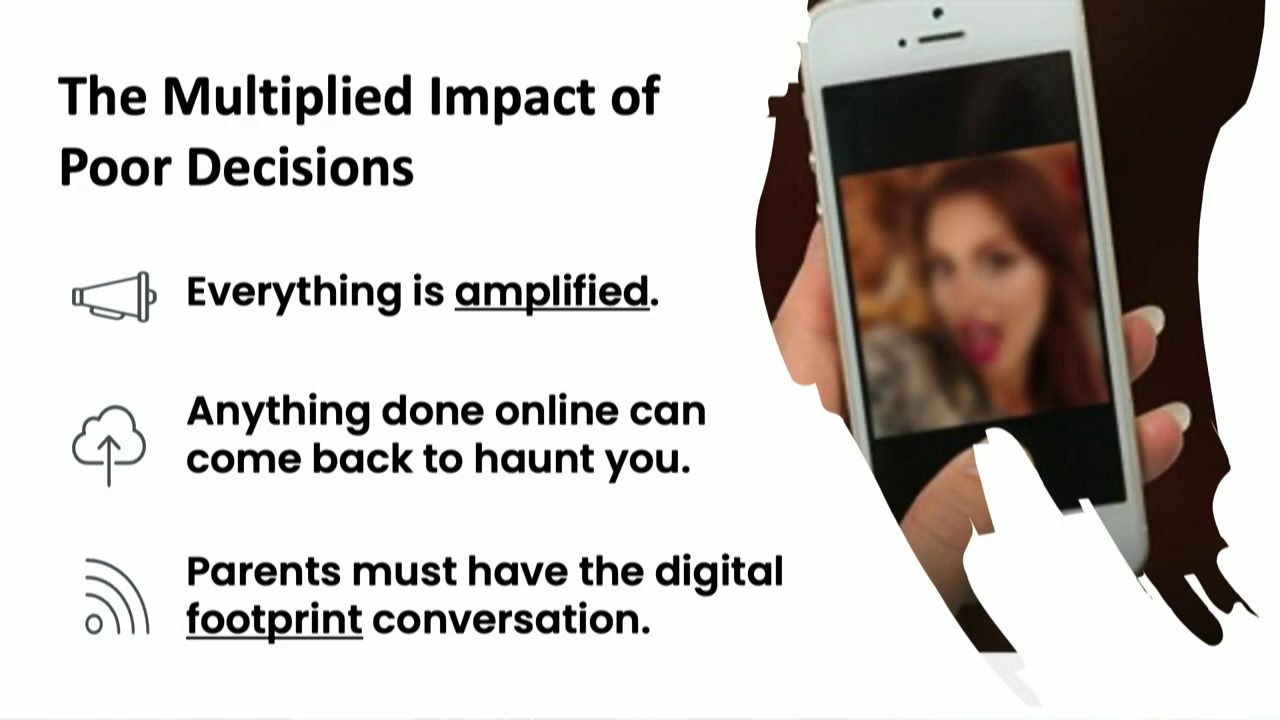 The Multiplied Impact of
Poor Decisions
Everything is amplified.
Anything done online can
come back to haunt you.
Parents must have the digital
footprint conversation.